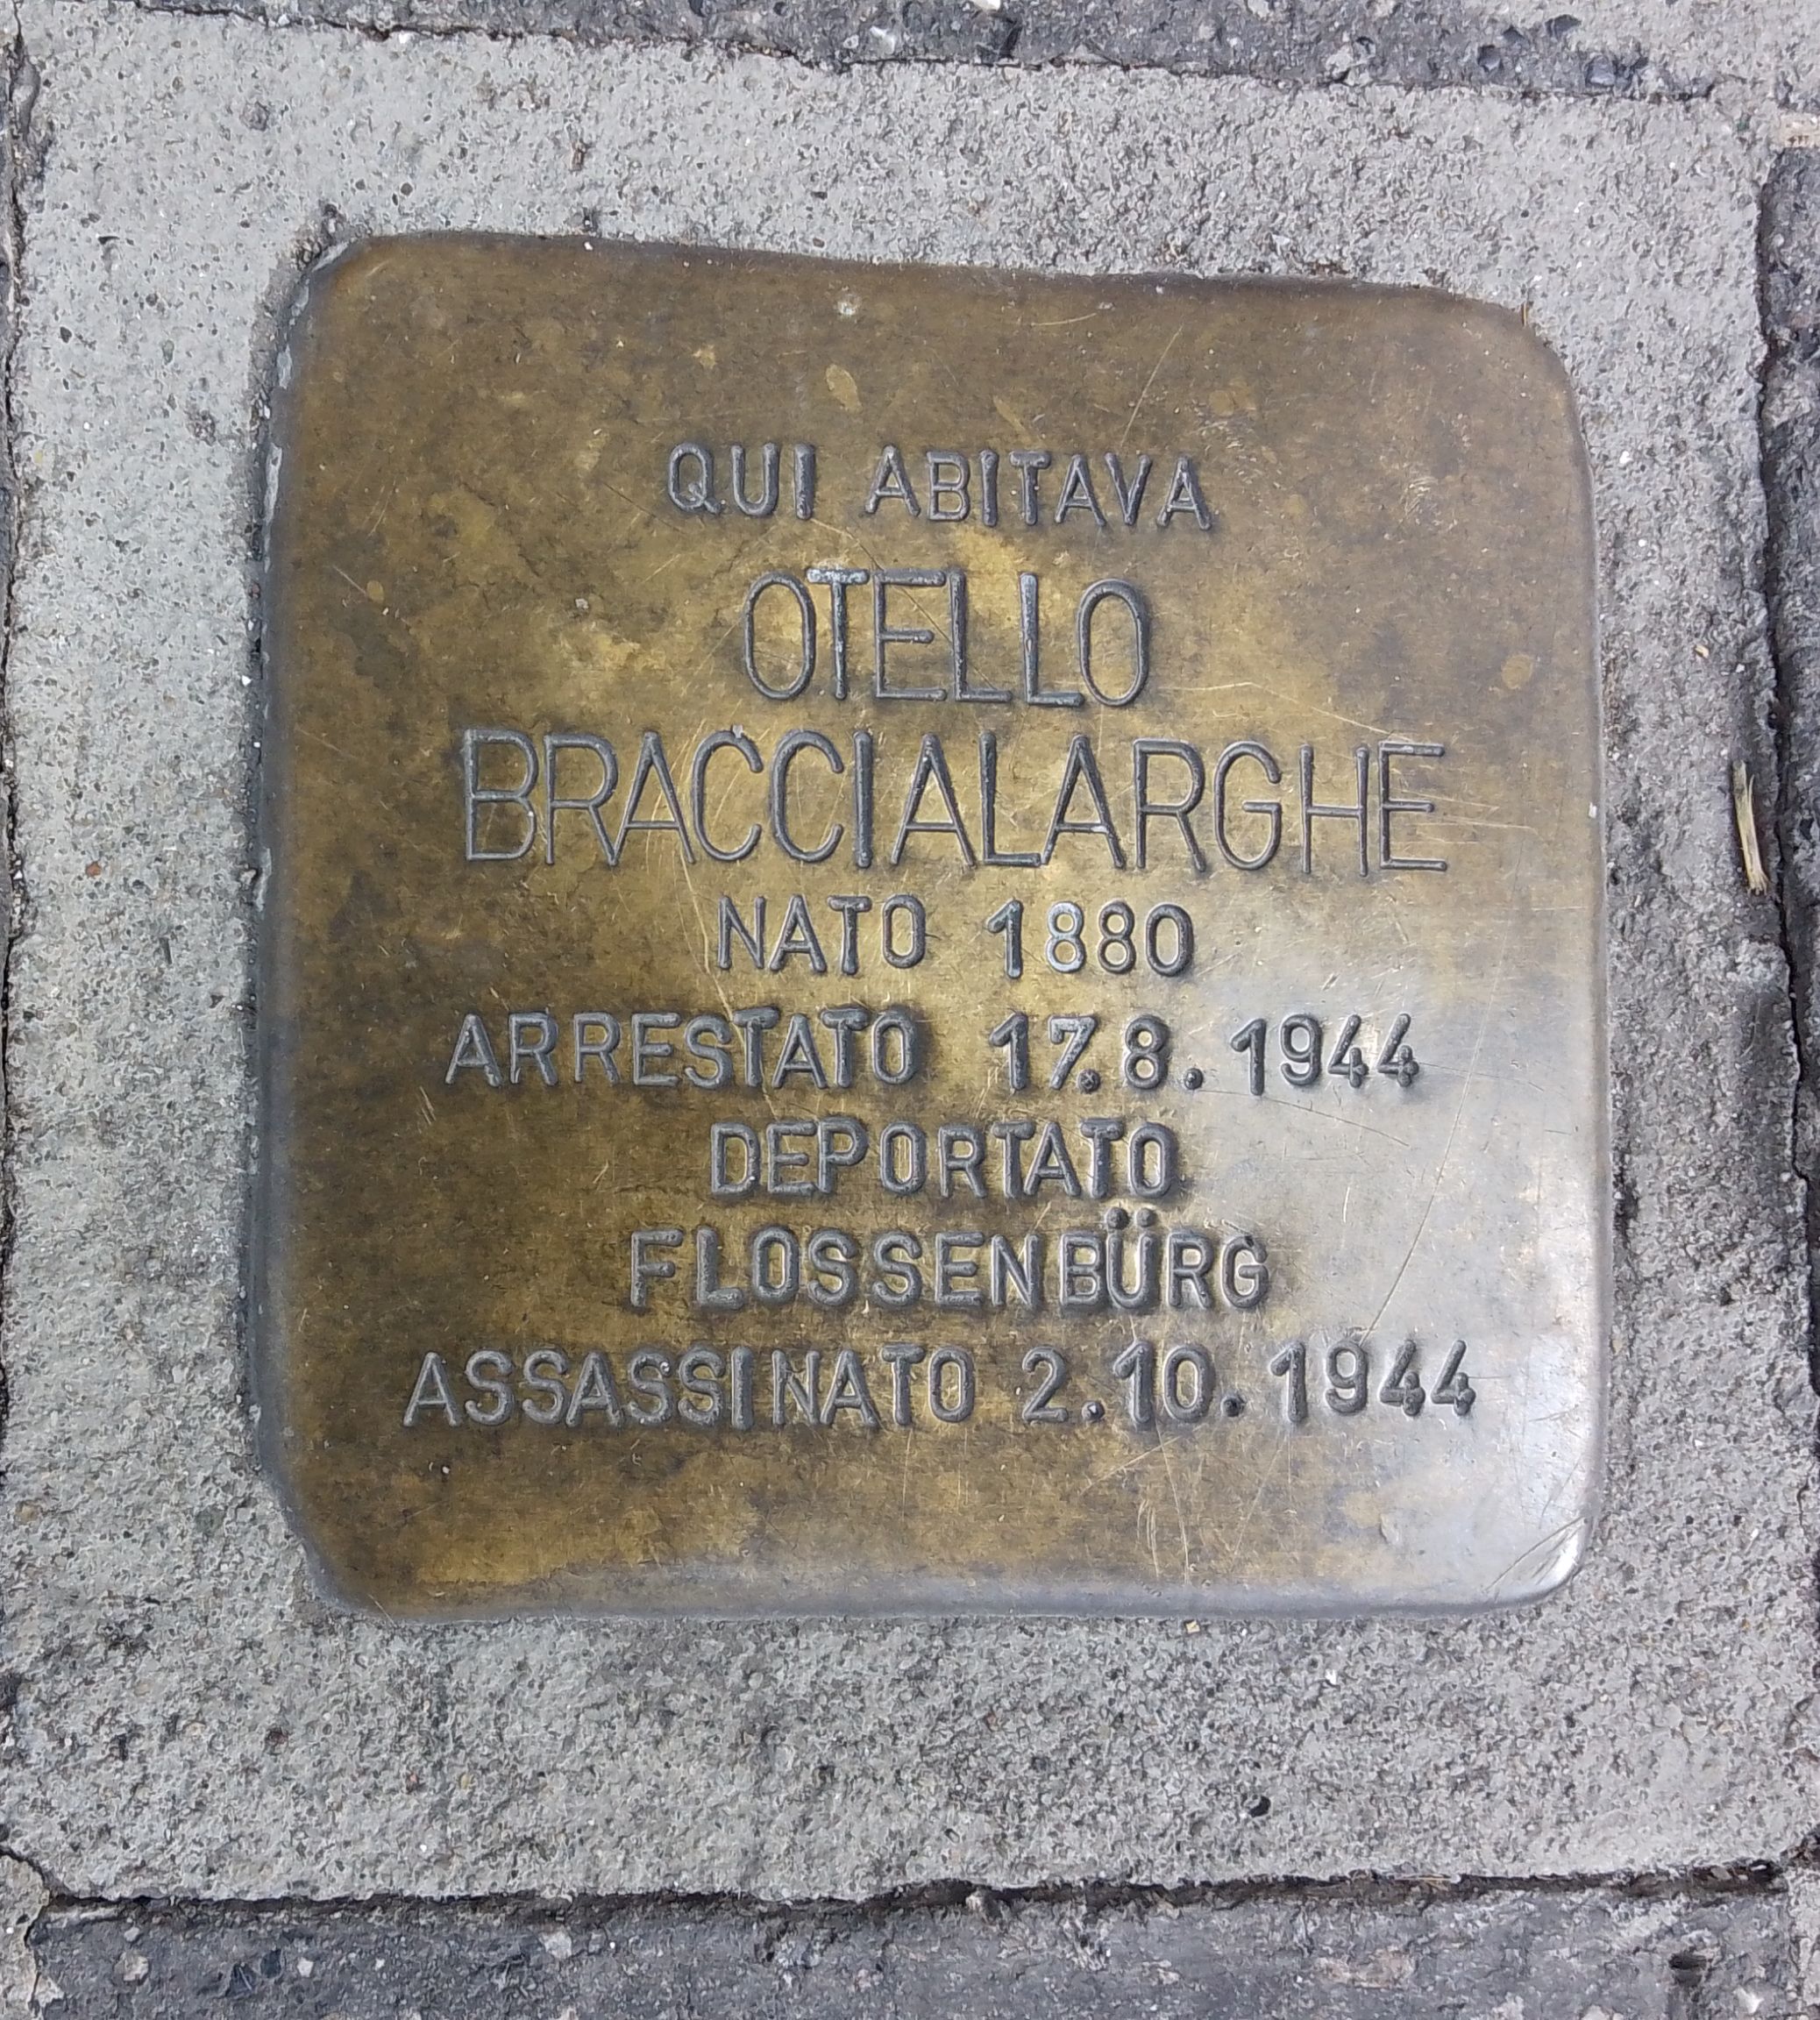 QUI ABITAVA
OTELLO
BRACCIALARGHE
NATO 1880
ARRESTATO 17.8.1944
DEPORTATO
FLOSSENBÜRG
ASSASSINATO 2.10.1944